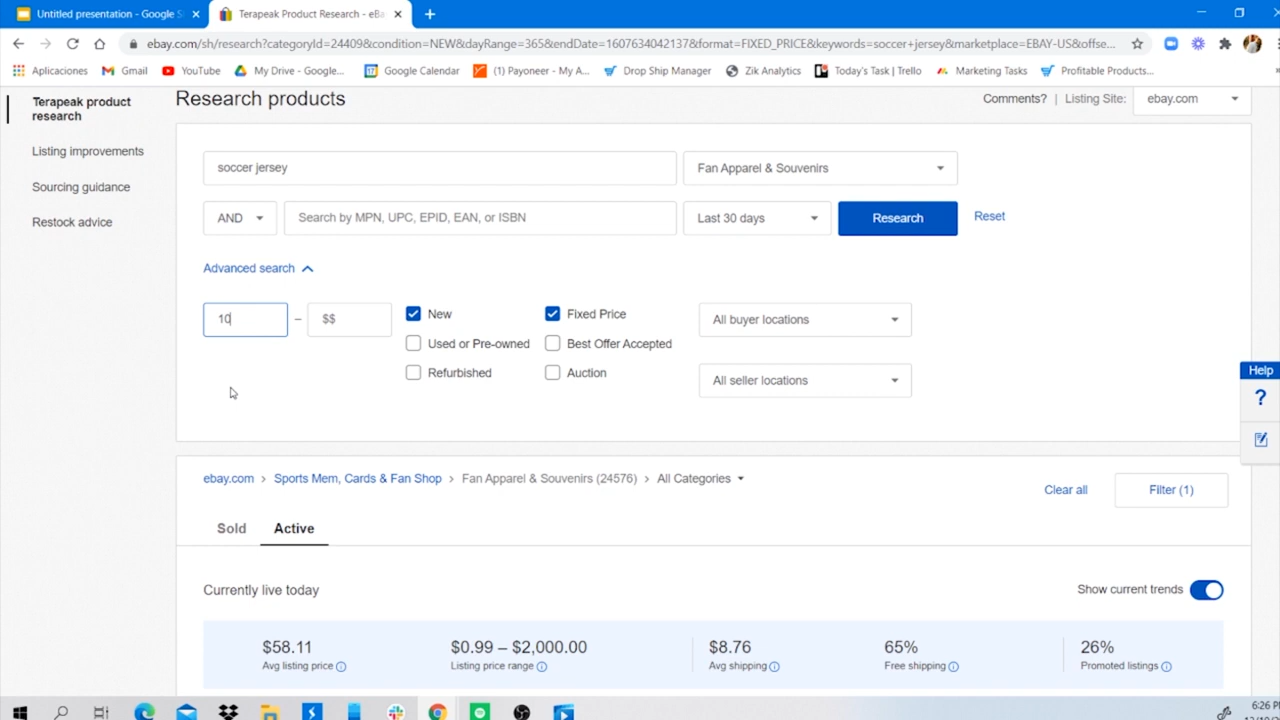 Untitled presentation - Google S
Terapeak Product Research - eBa
ebay.com/sh/research?categoryId=24409&condition=NEW&dayRange=365&endDate=1607634042137&format=FIXED_PRICE&keywords=soccer+jersey&marketplace=EBAY-US&offse...
Aplicaciones
Gmail
YouTube
My Drive - Google...
Google Calendar
(1) Payoneer - My A...
Drop Ship Manager
Zik Analytics
Today's Task | Trello
Marketing Tasks
Profitable Products...
Terapeak product
research
Listing improvements
Sourcing guidance
Restock advice
Research products
Comments? | Listing Site: ebay.com
soccer jersey
Fan Apparel & Souvenirs
AND
Search by MPN, UPC, EPID, EAN, or ISBN
Last 30 days
Research
Reset
Advanced search
10 – $$
New
Fixed Price
All buyer locations
Used or Pre-owned
Best Offer Accepted
Refurbished
Auction
All seller locations
Help
?
ebay.com > Sports Mem, Cards & Fan Shop > Fan Apparel & Souvenirs (24576) > All Categories
Clear all
Filter (1)
Sold
Active
Currently live today
Show current trends
$58.11
$0.99 – $2,000.00
$8.76
65%
26%
Avg listing price
Listing price range
Avg shipping
Free shipping
Promoted listings
6:26 P